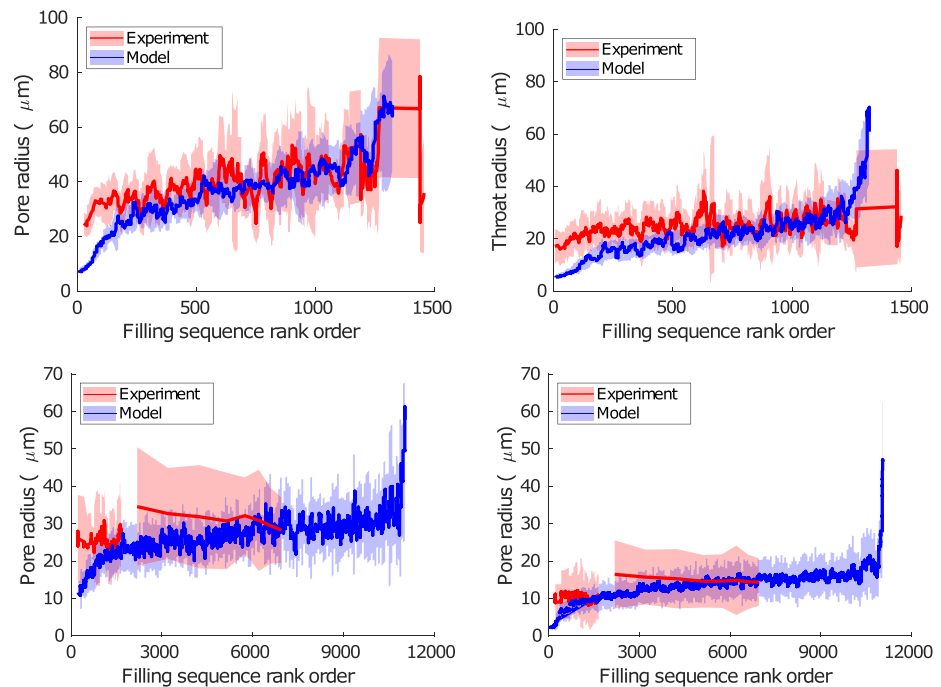 100
80
60
40
20
0
Pore radius ( μm)
Experiment
Model
0 500 1000 1500
Filling sequence rank order
100
80
60
40
20
0
Throat radius ( μm)
Experiment
Model
0 500 1000 1500
Filling sequence rank order
70
60
50
40
30
20
10
0
Pore radius ( μm)
Experiment
Model
0 3000 6000 9000 12000
Filling sequence rank order
70
60
50
40
30
20
10
0
Pore radius ( μm)
Experiment
Model
0 3000 6000 9000 12000
Filling sequence rank order